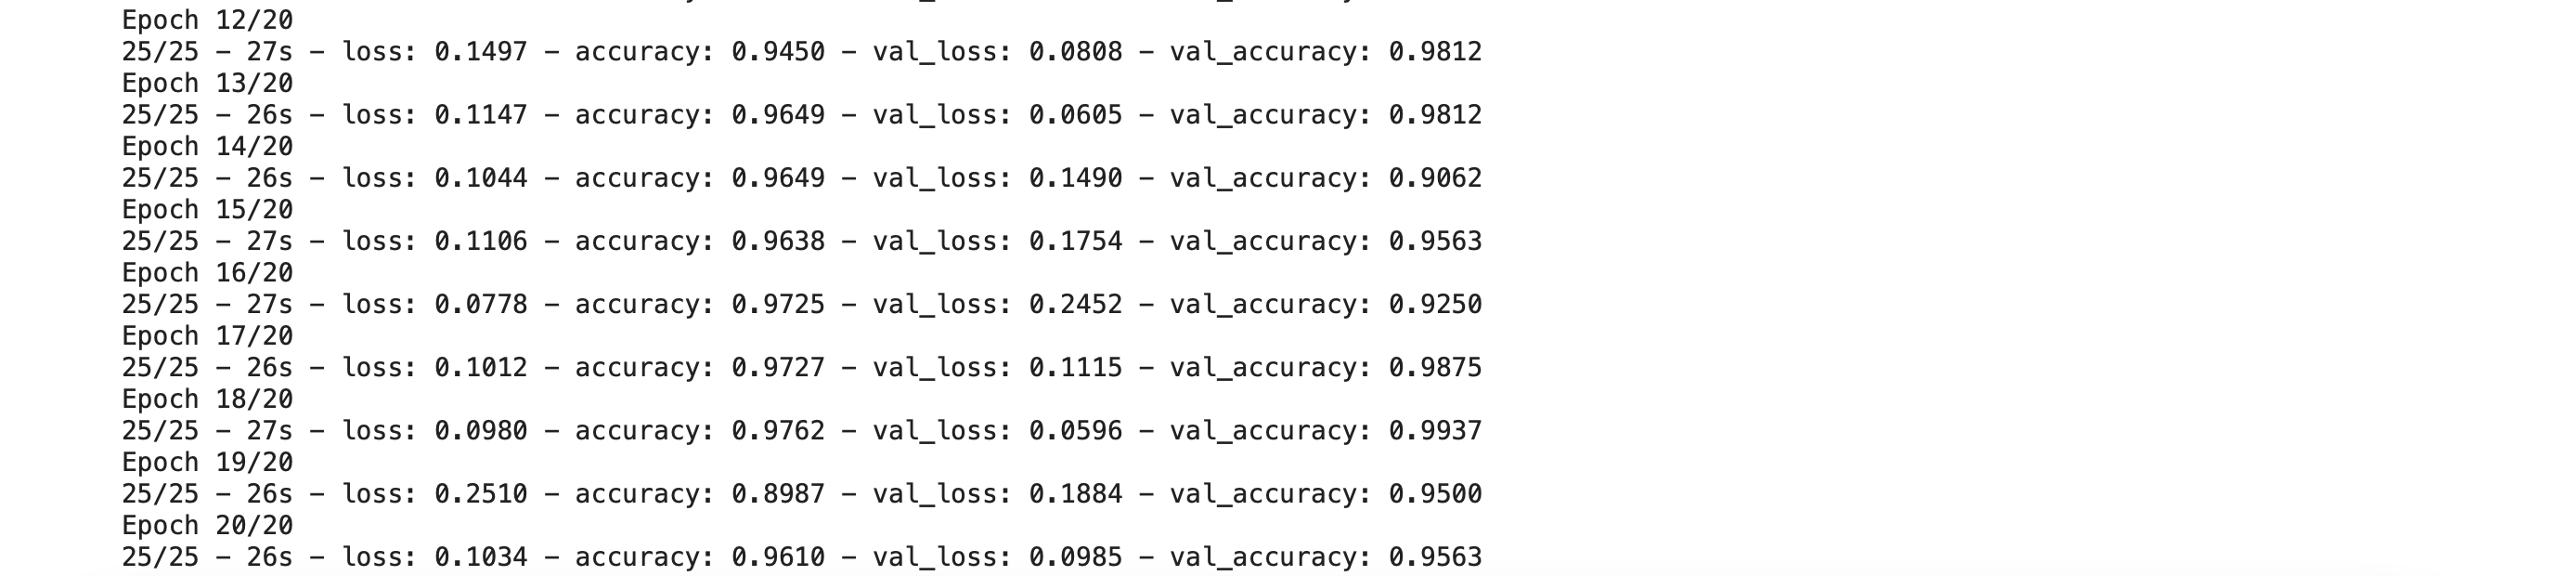 Epoch 12/20
25/25 – 27s – loss: 0.1497 – accuracy: 0.9450 – val_loss: 0.0808 – val_accuracy: 0.9812
Epoch 13/20
25/25 – 26s – loss: 0.1147 – accuracy: 0.9649 – val_loss: 0.0605 – val_accuracy: 0.9812
Epoch 14/20
25/25 – 26s – loss: 0.1044 – accuracy: 0.9649 – val_loss: 0.1490 – val_accuracy: 0.9062
Epoch 15/20
25/25 – 27s – loss: 0.1106 – accuracy: 0.9638 – val_loss: 0.1754 – val_accuracy: 0.9563
Epoch 16/20
25/25 – 27s – loss: 0.0778 – accuracy: 0.9725 – val_loss: 0.2452 – val_accuracy: 0.9250
Epoch 17/20
25/25 – 26s – loss: 0.1012 – accuracy: 0.9727 – val_loss: 0.1115 – val_accuracy: 0.9875
Epoch 18/20
25/25 – 27s – loss: 0.0980 – accuracy: 0.9762 – val_loss: 0.0596 – val_accuracy: 0.9937
Epoch 19/20
25/25 – 26s – loss: 0.2510 – accuracy: 0.8987 – val_loss: 0.1884 – val_accuracy: 0.9500
Epoch 20/20
25/25 – 26s – loss: 0.1034 – accuracy: 0.9610 – val_loss: 0.0985 – val_accuracy: 0.9563